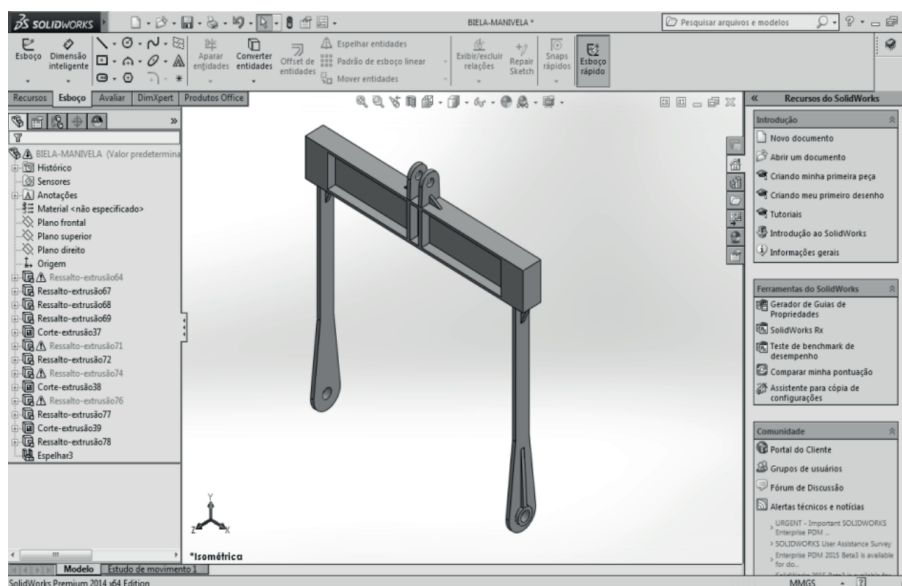 SOLIDWORKS
BIELA-MANIVELA *
Pesquisar arquivos e modelos
Esboço
Dimensão inteligente
Aparar entidades
Converter entidades
Offset de entidades
Espelhar entidades
Padrão de esboço linear
Mover entidades
Exibir/excluir relações
Repair Sketch
Snaps rápidos
Esboço rápido
Recursos
Esboço
Avaliar
DimXpert
Produtos Office
BIELA-MANIVELA (Valor predetermina
Histórico
Sensores
Anotações
Material <não especificado>
Plano frontal
Plano superior
Plano direito
Origem
Ressalto-extrusão64
Ressalto-extrusão67
Ressalto-extrusão68
Ressalto-extrusão69
Corte-extrusão37
Ressalto-extrusão71
Ressalto-extrusão72
Ressalto-extrusão74
Corte-extrusão38
Ressalto-extrusão76
Ressalto-extrusão77
Corte-extrusão39
Ressalto-extrusão78
Espelhar3
Y
Z
X
*Isométrica
Recursos do SolidWorks
Introdução
Novo documento
Abrir um documento
Criando minha primeira peça
Criando meu primeiro desenho
Tutoriais
Introdução ao SolidWorks
Informações gerais
Ferramentas do SolidWorks
Gerador de Guias de
Propriedades
SolidWorks Rx
Teste de benchmark de
desempenho
Comparar minha pontuação
Assistente para cópia de
configurações
Comunidade
Portal do Cliente
Grupos de usuários
Fórum de Discussão
Alertas técnicos e notícias
URGENT - Important SOLIDWORKS
Enterprise PDM ...
SOLIDWORKS User Assistance Survey
Enterprise PDM 2015 Beta3 is available
for do...
Modelo
Estudo de movimento 1
SolidWorks Premium 2014 x64 Edition
MMGS